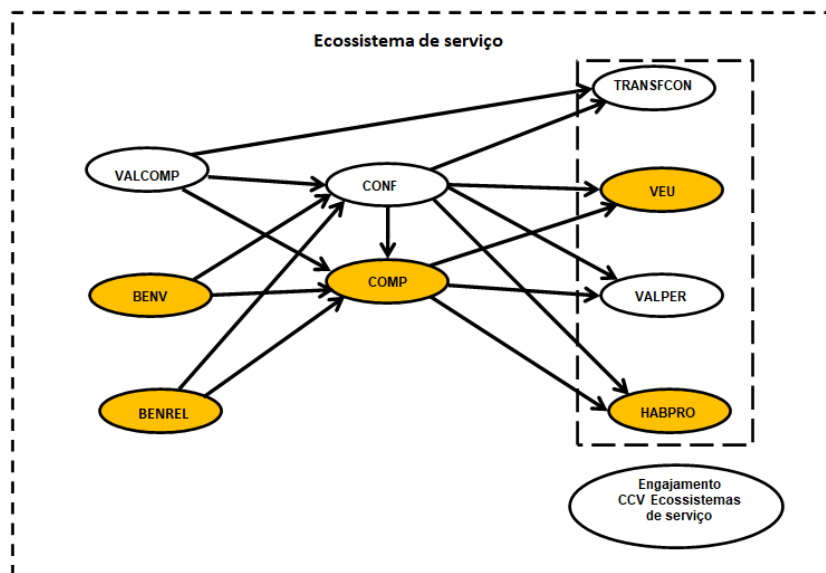 Ecossistema de serviço
TRANSFCON
VALCOMP
CONF
VEU
BENV
COMP
VALPER
BENREL
HABPRO
Engajamento
CCV Ecossistemas
de serviço